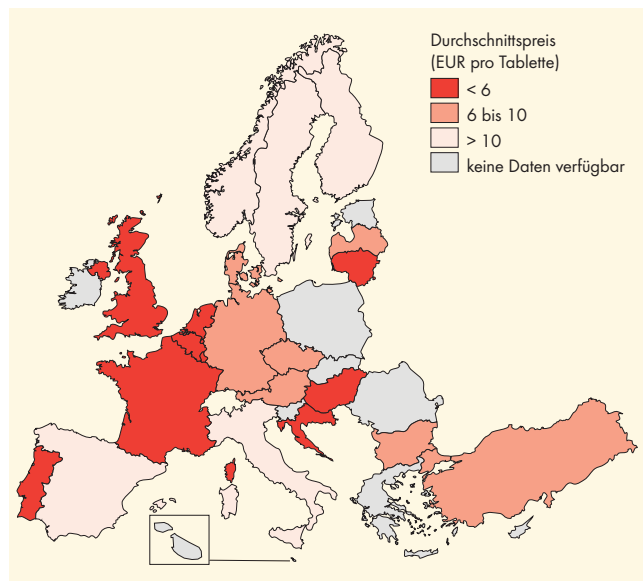 Durchschnittspreis
(EUR pro Tablette)
< 6
6 bis 10
> 10
keine Daten verfügbar